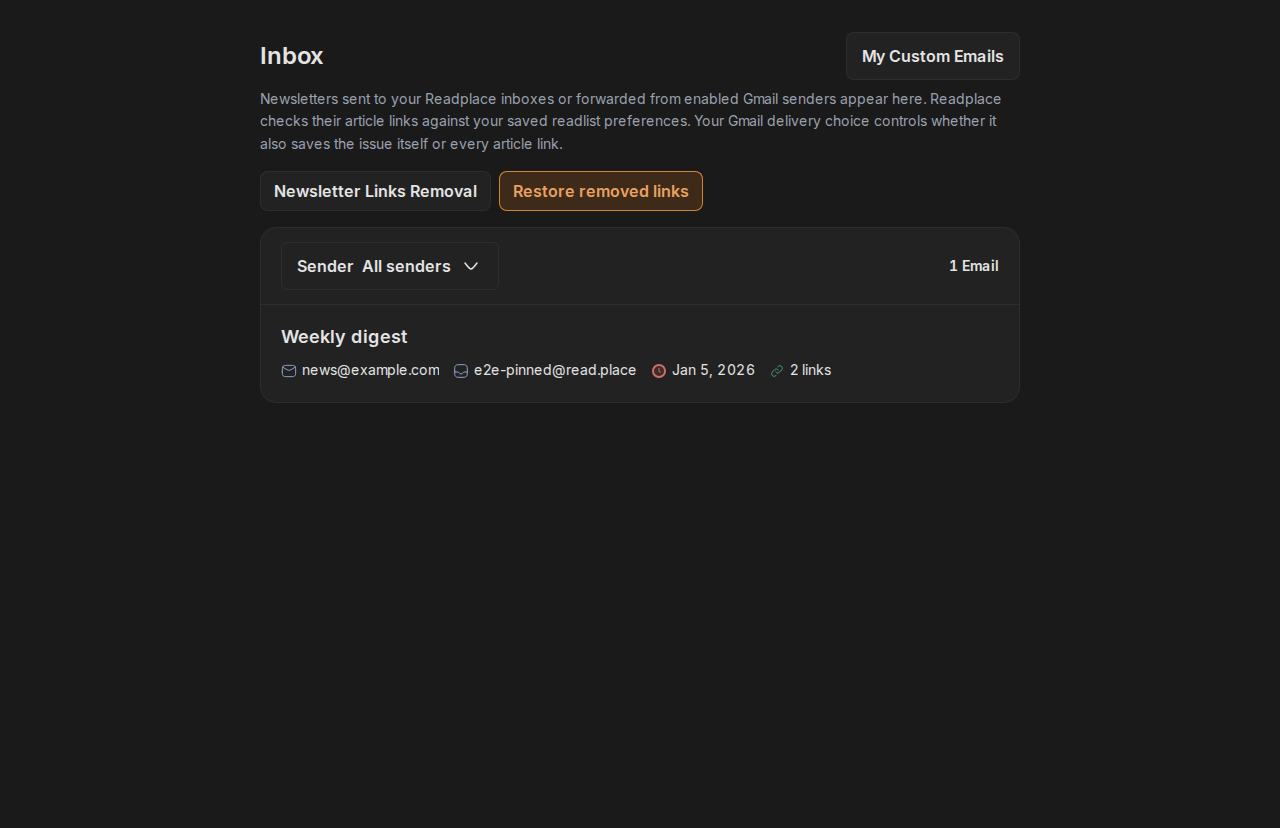 Inbox
My Custom Emails
Newsletters sent to your Readplace inboxes or forwarded from enabled Gmail senders appear here. Readplace
checks their article links against your saved readlist preferences. Your Gmail delivery choice controls whether it
also saves the issue itself or every article link.
Newsletter Links Removal
Restore removed links
Sender All senders
1 Email
Weekly digest
news@example.com e2e-pinned@read.place Jan 5, 2026 2 links